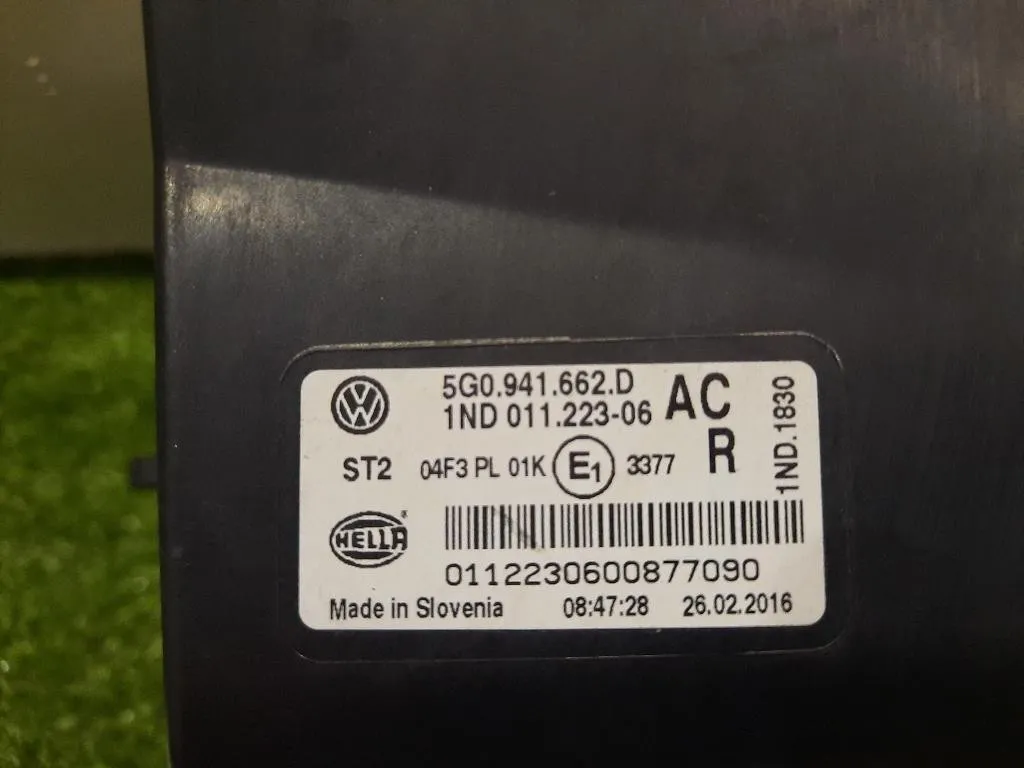 5G0.941.662.D AC
1ND 011.223-06
R
ST2 04F3 PL 01K E1 3377
1ND.1830
HELLA
0112230600877090
Made in Slovenia 08:47:28 26.02.2016